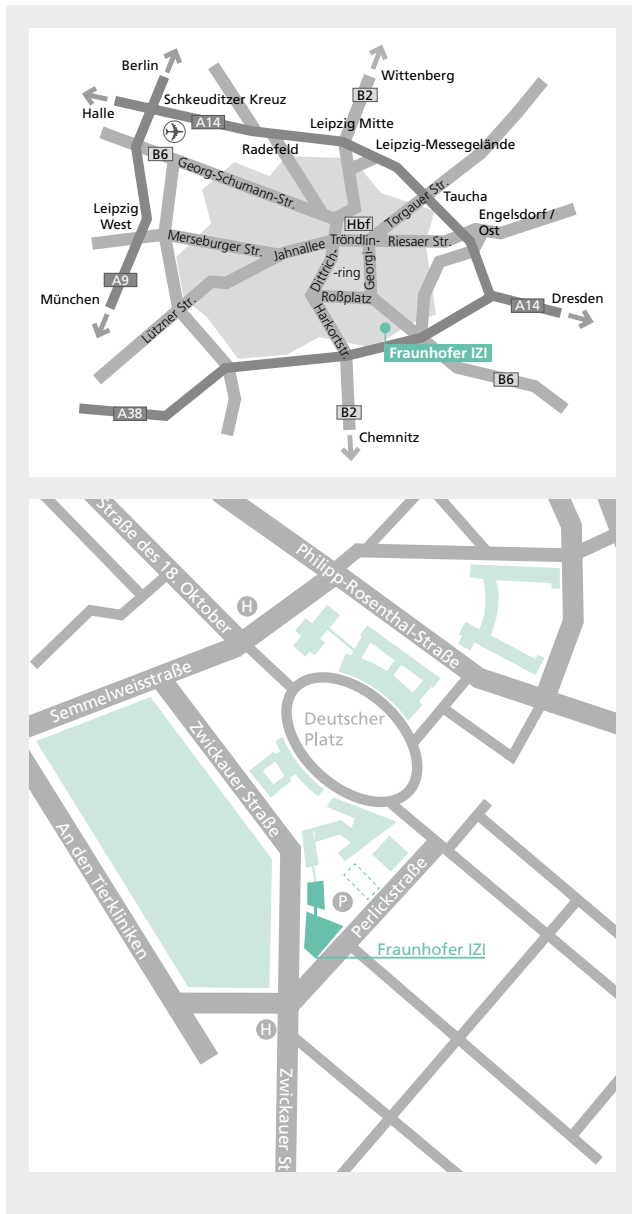 Berlin
Wittenberg
Halle
Schkeuditzer Kreuz
B2
A14
Leipzig Mitte
Radefeld
Leipzig-Messegelände
B6
Georg-Schumann-Str.
Torgauer Str.
Taucha
Leipzig
West
Hbf
Engelsdorf /
Ost
Merseburger Str.
Jahnallee
Tröndlin-
Riesaer Str.
Dittrich-
-ring
Georgi-
A9
München
Roßplatz
Lützner Str.
Harkortstr.
A14
Dresden
Fraunhofer IZI
B6
A38
B2
Chemnitz
Straße des 18. Oktober
Philipp-Rosenthal-Straße
H
Semmelweisstraße
Deutscher
Platz
Zwickauer Straße
An den Tierkliniken
P
Perlickstraße
Fraunhofer IZI
H
Zwickauer St